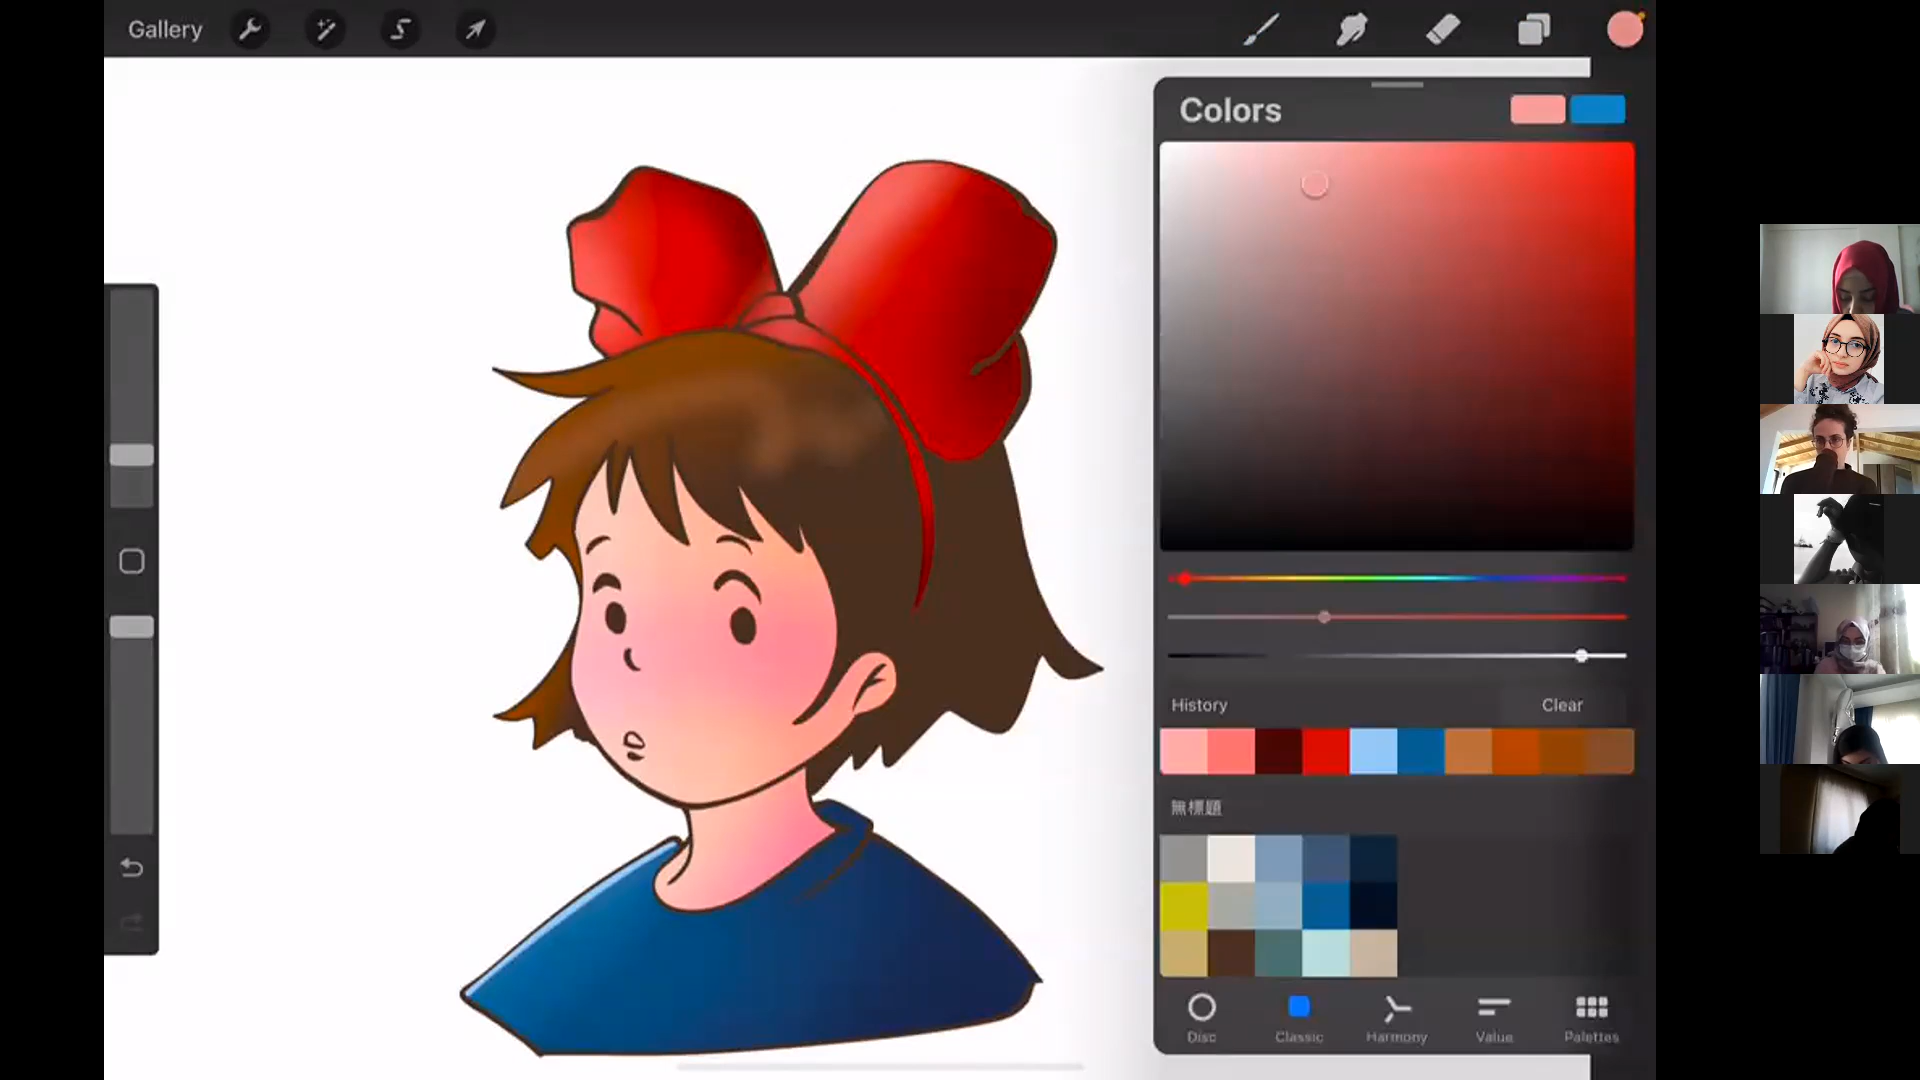 Gallery
Colors
History
Clear
無標題
Disc
Classic
Harmony
Value
Palettes